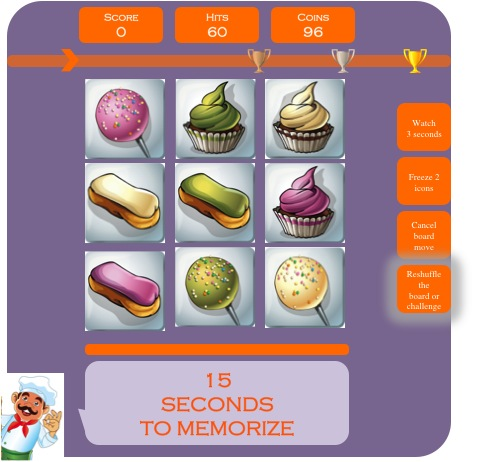 Score
0
Hits
60
Coins
96
Watch
3 seconds
Freeze 2
icons
Cancel
board
move
Reshuffle
the
board or
challenge
15
SECONDS
TO MEMORIZE